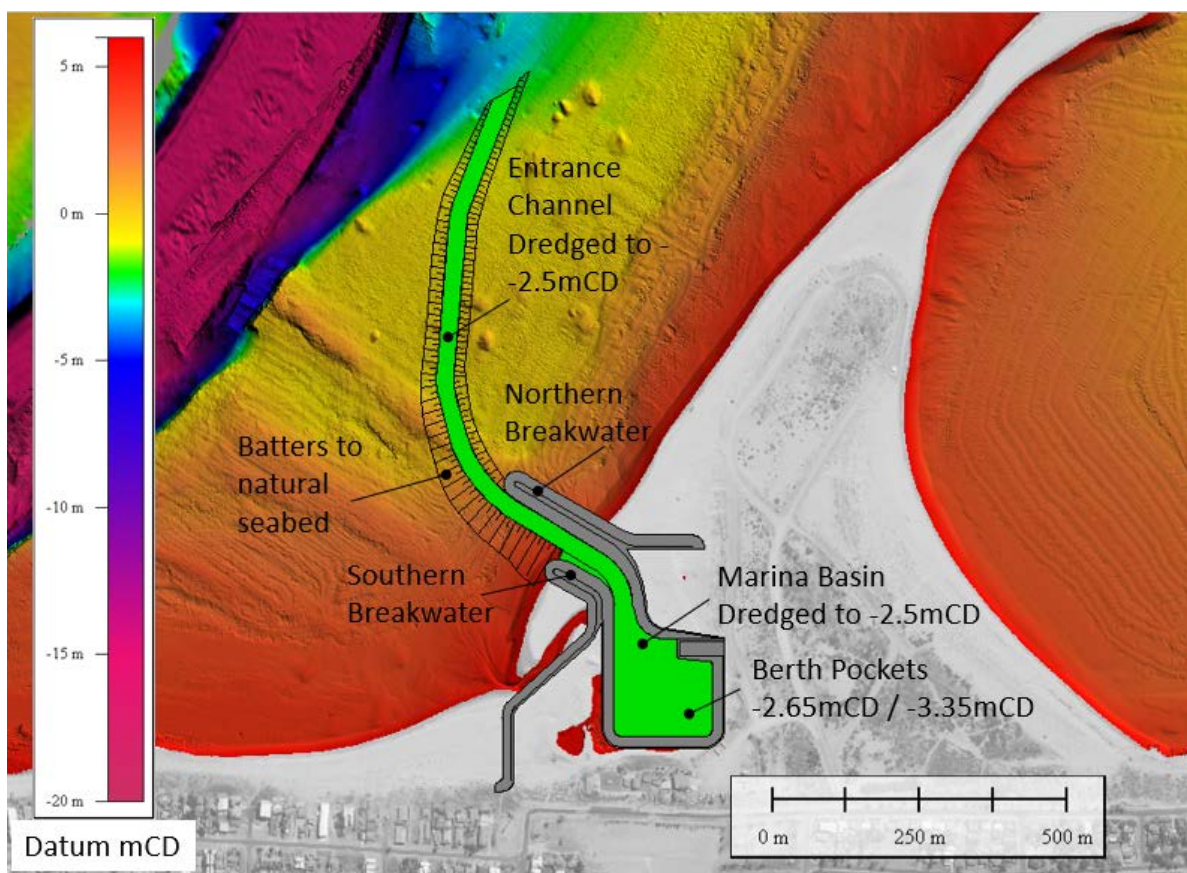 5 m
0 m
-5 m
-10 m
-15 m
-20 m
Datum mCD
Entrance
Channel
Dredged to -
-2.5mCD
Northern
Breakwater
Batters to
natural
seabed
Southern
Breakwater
Marina Basin
Dredged to -2.5mCD
Berth Pockets
-2.65mCD / -3.35mCD
0 m
250 m
500 m